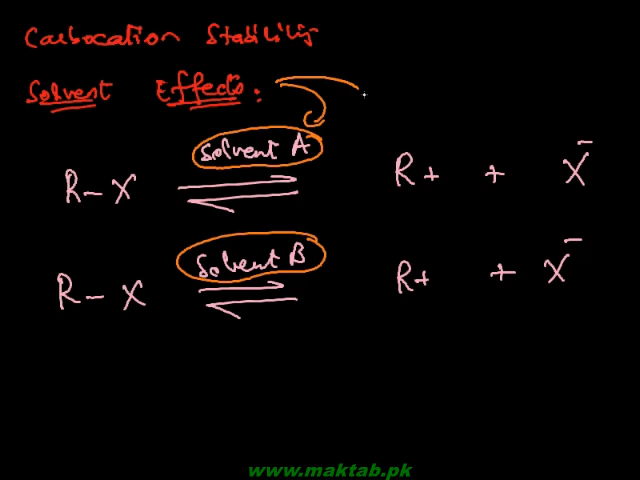 Carbocation Stability
Solvent Effects:
Solvent A
R-X R+ + X⁻
Solvent B
R-X R+ + X⁻
www.maktab.pk